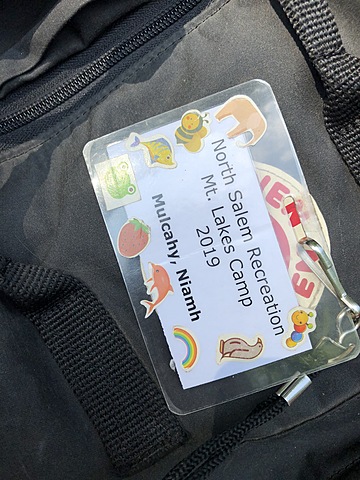 North Salem Recreation
Mt. Lakes Camp
2019
Mulcahy, Niamh